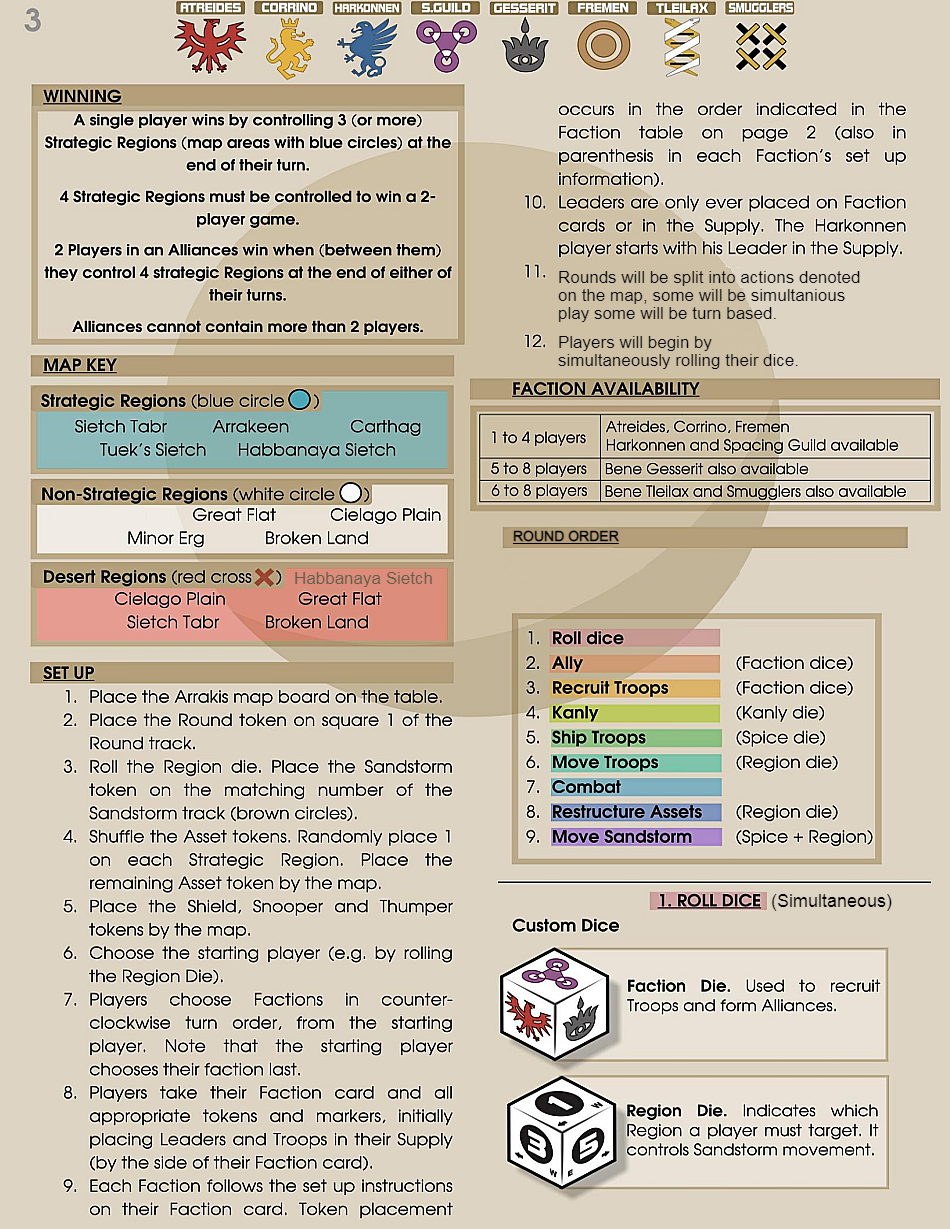 3
ATREIDES CORRINO HARKONNEN S.GUILD GESSERIT FREMEN TLEILAX SMUGGLERS
WINNING
A single player wins by controlling 3 (or more)
Strategic Regions (map areas with blue circles) at the
end of their turn.
4 Strategic Regions must be controlled to win a 2-
player game.
2 Players in an Alliances win when (between them)
they control 4 strategic Regions at the end of either of
their turns.
Alliances cannot contain more than 2 players.
MAP KEY
Strategic Regions (blue circle )
Sietch Tabr Arrakeen Carthag
Tuek's Sietch Habbanaya Sietch
Non-Strategic Regions (white circle )
Great Flat Cielago Plain
Minor Erg Broken Land
Desert Regions (red cross ) Habbanaya Sietch
Cielago Plain Great Flat
Sietch Tabr Broken Land
SET UP
1. Place the Arrakis map board on the table.
2. Place the Round token on square 1 of the
Round track.
3. Roll the Region die. Place the Sandstorm
token on the matching number of the
Sandstorm track (brown circles).
4. Shuffle the Asset tokens. Randomly place 1
on each Strategic Region. Place the
remaining Asset token by the map.
5. Place the Shield, Snooper and Thumper
tokens by the map.
6. Choose the starting player (e.g. by rolling
the Region Die).
7. Players choose Factions in counter-
clockwise turn order, from the starting
player. Note that the starting player
chooses their faction last.
8. Players take their Faction card and all
appropriate tokens and markers, initially
placing Leaders and Troops in their Supply
(by the side of their Faction card).
9. Each Faction follows the set up instructions
on their Faction card. Token placement
occurs in the order indicated in the
Faction table on page 2 (also in
parenthesis in each Faction's set up
information).
10. Leaders are only ever placed on Faction
cards or in the Supply. The Harkonnen
player starts with his Leader in the Supply.
11. Rounds will be split into actions denoted
on the map, some will be simultanious
play some will be turn based.
12. Players will begin by
simultaneously rolling their dice.
FACTION AVAILABILITY
1 to 4 players Atreides, Corrino, Fremen
Harkonnen and Spacing Guild available
5 to 8 players Bene Gesserit also available
6 to 8 players Bene Tleilax and Smugglers also available
ROUND ORDER
1. Roll dice
2. Ally (Faction dice)
3. Recruit Troops (Faction dice)
4. Kanly (Kanly die)
5. Ship Troops (Spice die)
6. Move Troops (Region die)
7. Combat
8. Restructure Assets (Region die)
9. Move Sandstorm (Spice + Region)
1. ROLL DICE (Simultaneous)
Custom Dice
Faction Die. Used to recruit
Troops and form Alliances.
1 W
3 W
5 E
Region Die. Indicates which
Region a player must target. It
controls Sandstorm movement.